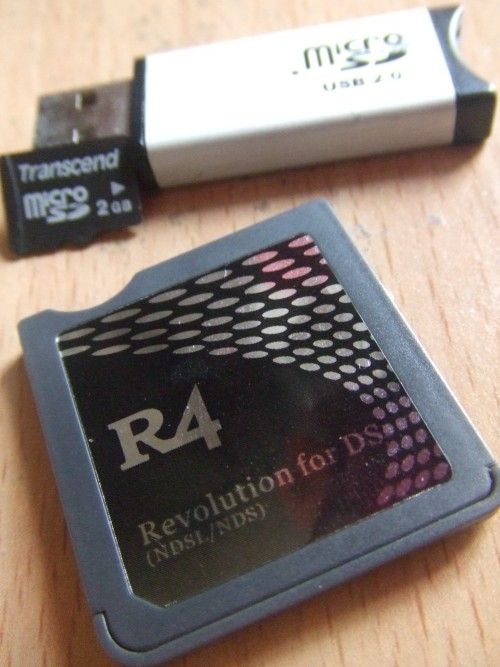 Micro
SD
USB 2.0
Transcend
Micro
SD 2GB
R4
Revolution for DS
(NDSL/NDS)